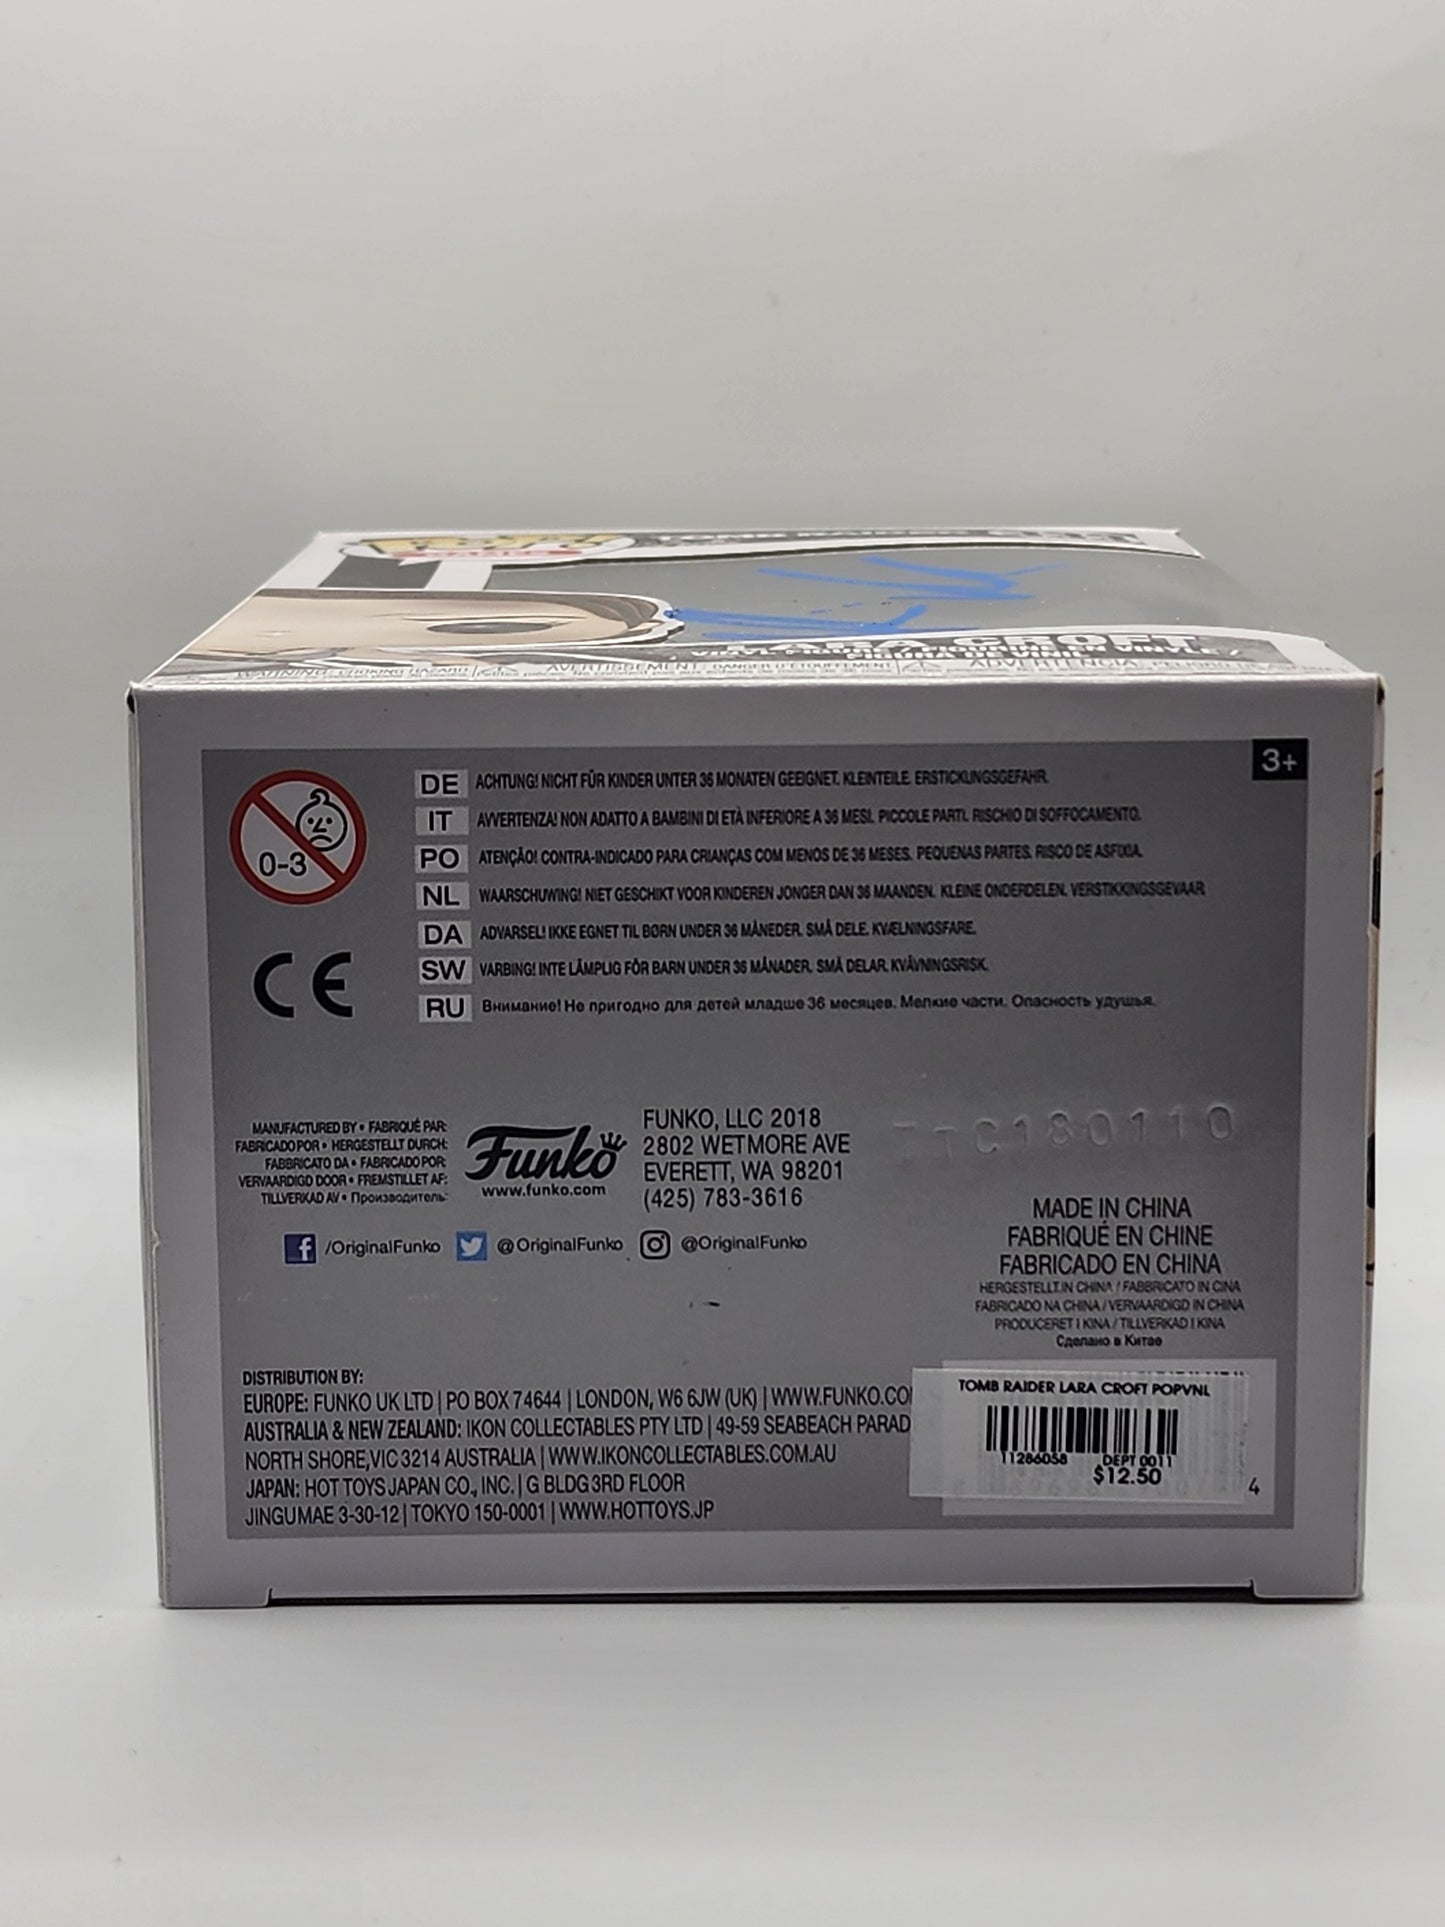 LARA CROFT
3+
0-3
DE ACHTUNG! NICHT FÜR KINDER UNTER 36 MONATEN GEEIGNET. KLEINTEILE. ERSTICKUNGSGEFAHR.
IT AVVERTENZA! NON ADATTO A BAMBINI DI ETÀ INFERIORE A 36 MESI. PICCOLE PARTI. RISCHIO DI SOFFOCAMENTO.
PO ATENÇÃO! CONTRA-INDICADO PARA CRIANÇAS COM MENOS DE 36 MESES. PEQUENAS PARTES. RISCO DE ASFIXIA.
NL WAARSCHUWING! NIET GESCHIKT VOOR KINDEREN JONGER DAN 36 MAANDEN. KLEINE ONDERDELEN. VERSTIKKINGSGEVAAR
DA ADVARSEL! IKKE EGNET TIL BØRN UNDER 36 MÅNEDER. SMÅ DELE. KVÆLNINGSFARE.
SW VARBING! INTE LÄMPLIG FÖR BARN UNDER 36 MÅNADER. SMÅ DELAR. KVÄVNINGSRISK.
RU Внимание! Не пригодно для детей младше 36 месяцев. Мелкие части. Опасность удушья.
CE
MANUFACTURED BY • FABRIQUÉ PAR:
FABRICADO POR • HERGESTELLT DURCH:
FABBRICATO DA • FABRICADO POR:
VERVAARDIGD DOOR • FREMSTILLET AF:
TILLVERKAD AV • Производитель:
Funko
www.funko.com
FUNKO, LLC 2018
2802 WETMORE AVE
EVERETT, WA 98201
(425) 783-3616
TTC180110
/OriginalFunko @OriginalFunko @OriginalFunko
MADE IN CHINA
FABRIQUÉ EN CHINE
FABRICADO EN CHINA
HERGESTELLT IN CHINA / FABBRICATO IN CINA
FABRICADO NA CHINA / VERVAARDIGD IN CHINA
PRODUCERET I KINA / TILLVERKAD I KINA
Сделано в Китае
DISTRIBUTION BY:
EUROPE: FUNKO UK LTD | PO BOX 74644 | LONDON, W6 6JW (UK) | WWW.FUNKO.CO
AUSTRALIA & NEW ZEALAND: IKON COLLECTABLES PTY LTD | 49-59 SEABEACH PARAD
NORTH SHORE, VIC 3214 AUSTRALIA | WWW.IKONCOLLECTABLES.COM.AU
JAPAN: HOT TOYS JAPAN CO., INC. | G BLDG 3RD FLOOR
JINGUMAE 3-30-12 | TOKYO 150-0001 | WWW.HOTTOYS.JP
TOMB RAIDER LARA CROFT POPVNL
11286058 DEPT 0011
$12.50
4